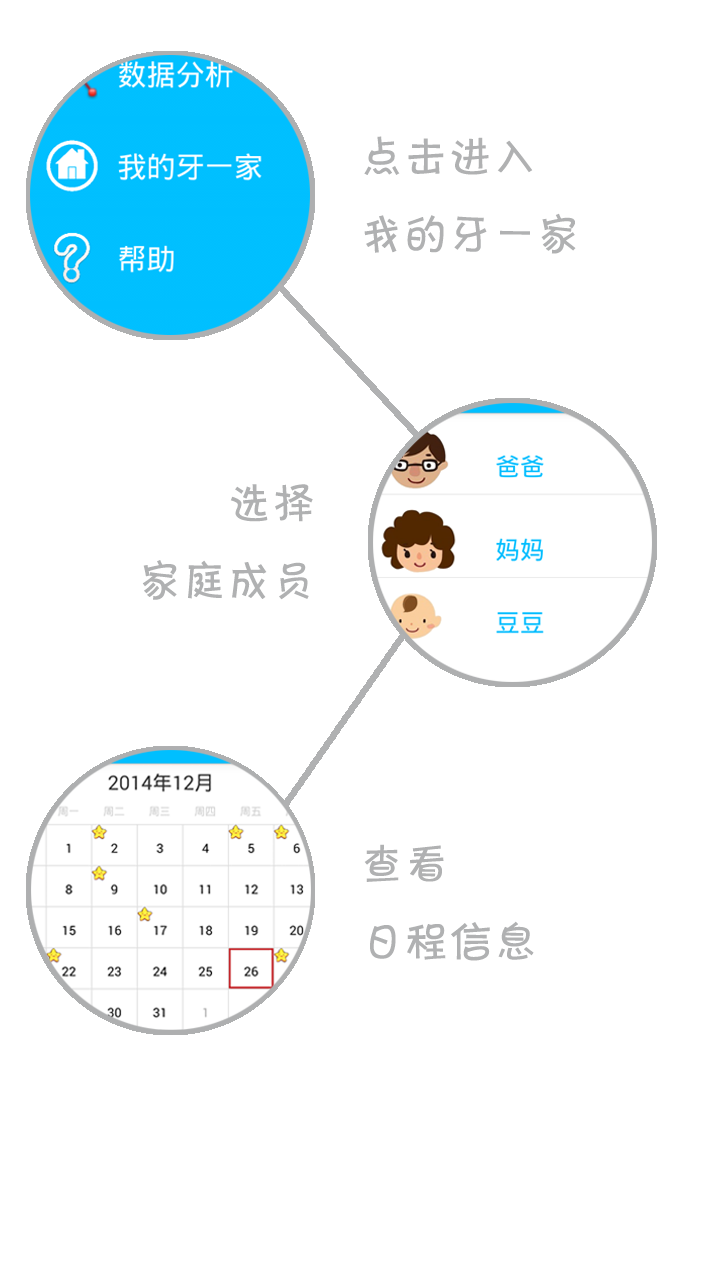 数据分析
我的牙一家
帮助
点击进入
我的牙一家
爸爸
妈妈
豆豆
选择
家庭成员
2014年12月
周一 周二 周三 周四 周五
1 2 3 4 5 6
8 9 10 11 12 13
15 16 17 18 19 20
22 23 24 25 26
30 31 1
查看
日程信息